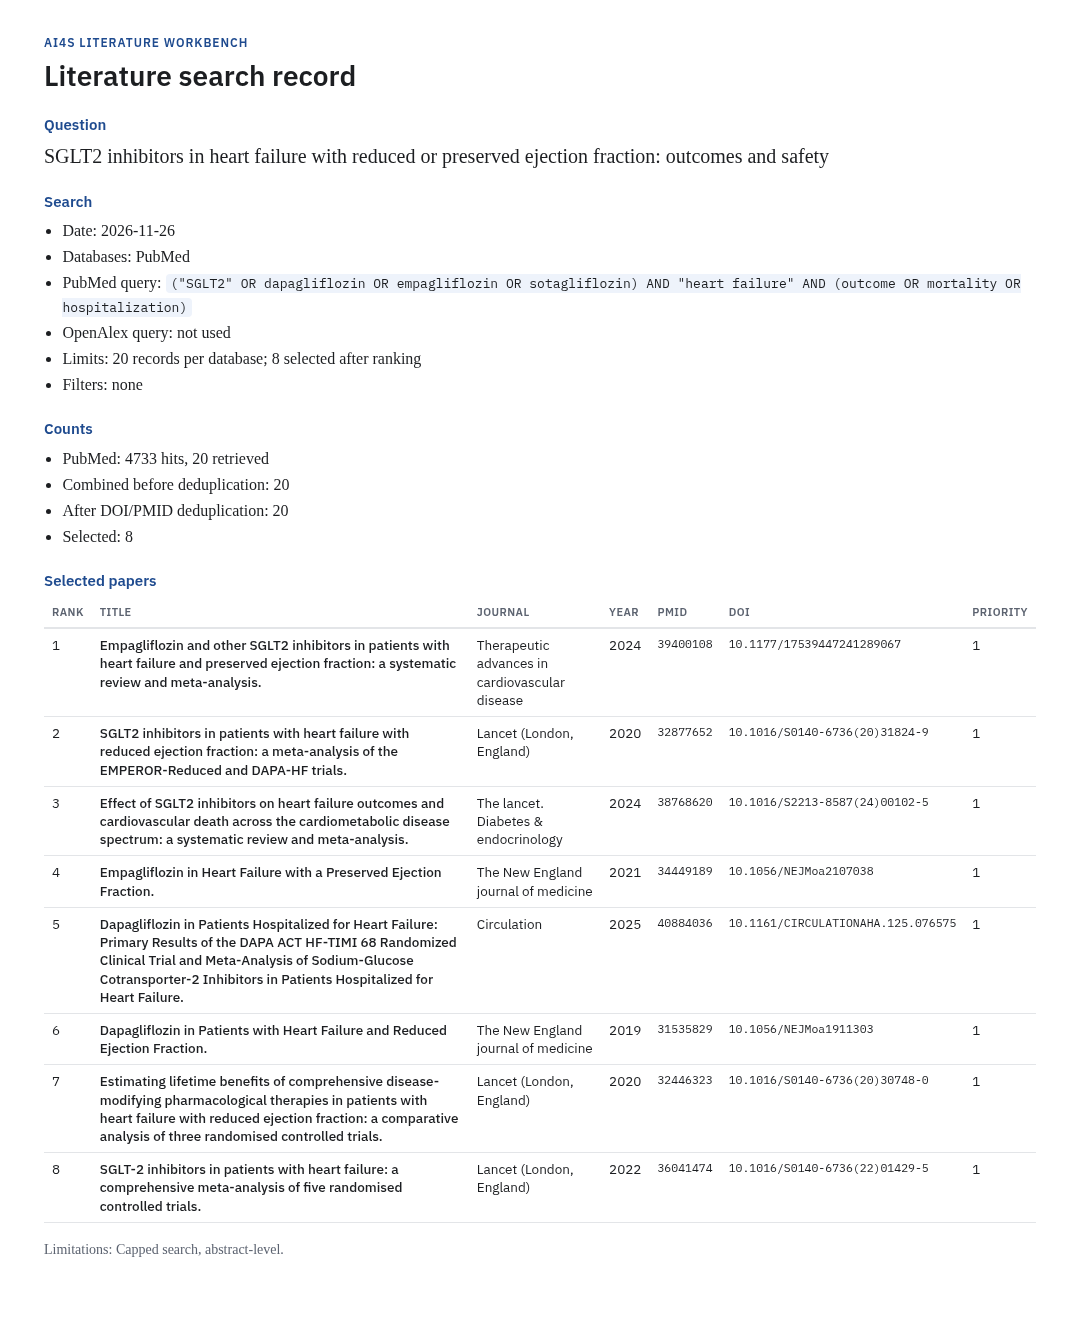 AI4S LITERATURE WORKBENCH
Literature search record
Question
SGLT2 inhibitors in heart failure with reduced or preserved ejection fraction: outcomes and safety
Search
• Date: 2026-11-26
• Databases: PubMed
• PubMed query: ("SGLT2" OR dapagliflozin OR empagliflozin OR sotagliflozin) AND "heart failure" AND (outcome OR mortality OR
hospitalization)
• OpenAlex query: not used
• Limits: 20 records per database; 8 selected after ranking
• Filters: none
Counts
• PubMed: 4733 hits, 20 retrieved
• Combined before deduplication: 20
• After DOI/PMID deduplication: 20
• Selected: 8
Selected papers
RANK TITLE JOURNAL YEAR PMID DOI PRIORITY
1 Empagliflozin and other SGLT2 inhibitors in patients with Therapeutic 2024 39400108 10.1177/17539447241289067 1
heart failure and preserved ejection fraction: a systematic advances in
review and meta-analysis. cardiovascular
disease
2 SGLT2 inhibitors in patients with heart failure with Lancet (London, 2020 32877652 10.1016/S0140-6736(20)31824-9 1
reduced ejection fraction: a meta-analysis of the England)
EMPEROR-Reduced and DAPA-HF trials.
3 Effect of SGLT2 inhibitors on heart failure outcomes and The lancet. 2024 38768620 10.1016/S2213-8587(24)00102-5 1
cardiovascular death across the cardiometabolic disease Diabetes &
spectrum: a systematic review and meta-analysis. endocrinology
4 Empagliflozin in Heart Failure with a Preserved Ejection The New England 2021 34449189 10.1056/NEJMoa2107038 1
Fraction. journal of medicine
5 Dapagliflozin in Patients Hospitalized for Heart Failure: Circulation 2025 40884036 10.1161/CIRCULATIONAHA.125.076575 1
Primary Results of the DAPA ACT HF-TIMI 68 Randomized
Clinical Trial and Meta-Analysis of Sodium-Glucose
Cotransporter-2 Inhibitors in Patients Hospitalized for
Heart Failure.
6 Dapagliflozin in Patients with Heart Failure and Reduced The New England 2019 31535829 10.1056/NEJMoa1911303 1
Ejection Fraction. journal of medicine
7 Estimating lifetime benefits of comprehensive disease- Lancet (London, 2020 32446323 10.1016/S0140-6736(20)30748-0 1
modifying pharmacological therapies in patients with England)
heart failure with reduced ejection fraction: a comparative
analysis of three randomised controlled trials.
8 SGLT-2 inhibitors in patients with heart failure: a Lancet (London, 2022 36041474 10.1016/S0140-6736(22)01429-5 1
comprehensive meta-analysis of five randomised England)
controlled trials.
Limitations: Capped search, abstract-level.